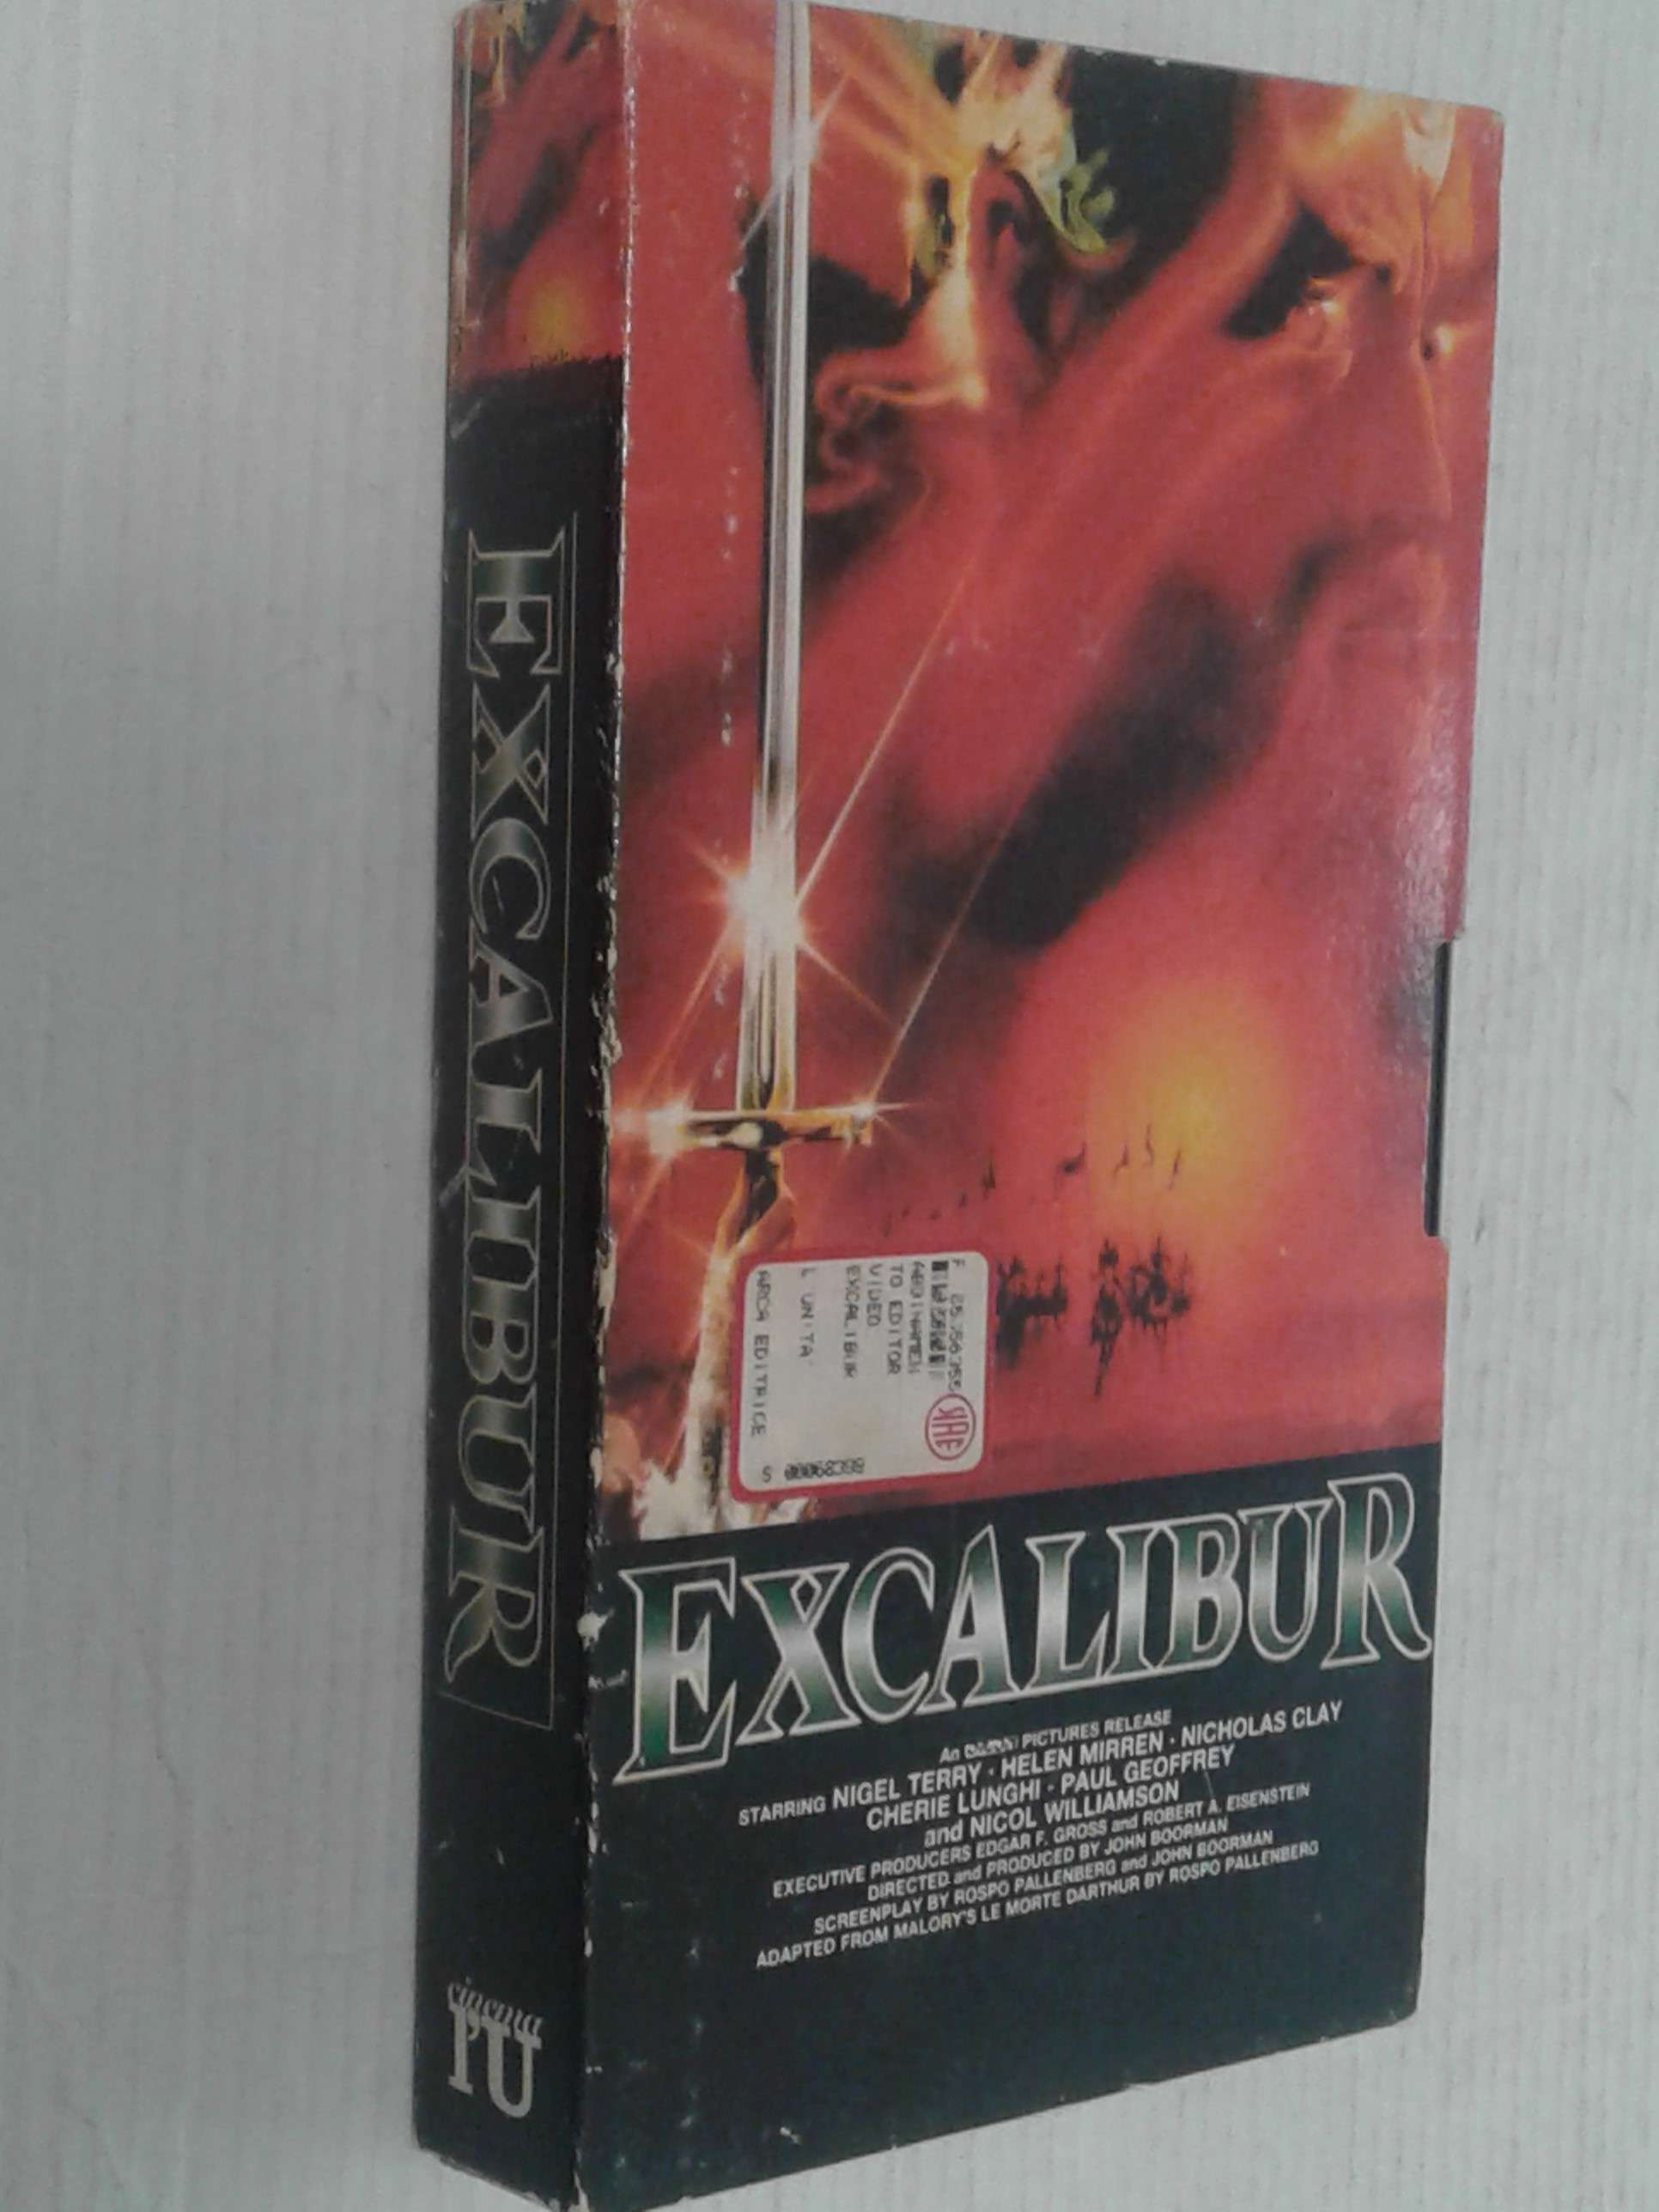 EXCALIBUR
cinema
l'U
ABBINAMEN
TO EDITOR
VIDEO
EXCALIBUR
L UNITA'
ARCA EDITRICE
SIAE
EXCALIBUR
An ORION PICTURES RELEASE
STARRING NIGEL TERRY · HELEN MIRREN · NICHOLAS CLAY
CHERIE LUNGHI · PAUL GEOFFREY
and NICOL WILLIAMSON
EXECUTIVE PRODUCERS EDGAR F. GROSS and ROBERT A. EISENSTEIN
DIRECTED and PRODUCED BY JOHN BOORMAN
SCREENPLAY BY ROSPO PALLENBERG and JOHN BOORMAN
ADAPTED FROM MALORY'S LE MORTE DARTHUR BY ROSPO PALLENBERG